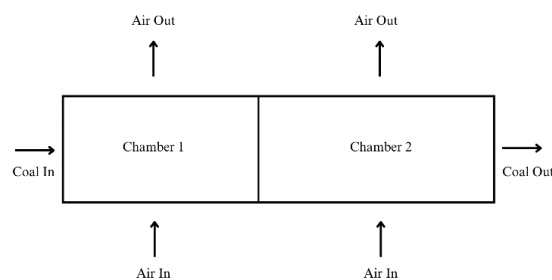 Air Out
Air Out
Chamber 1
Chamber 2
Coal In
Coal Out
Air In
Air In